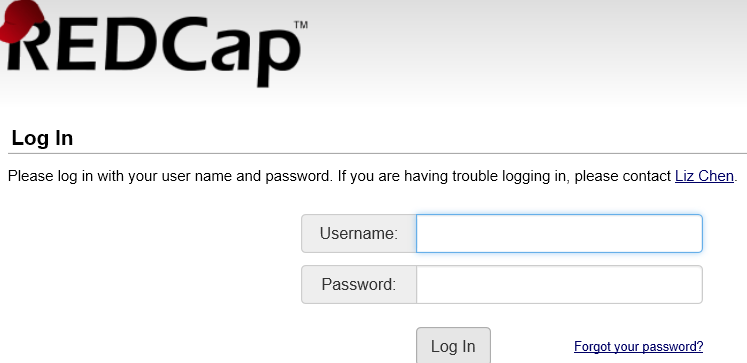 REDCap™
Log In
Please log in with your user name and password. If you are having trouble logging in, please contact Liz Chen.
Username:
Password:
Log In
Forgot your password?